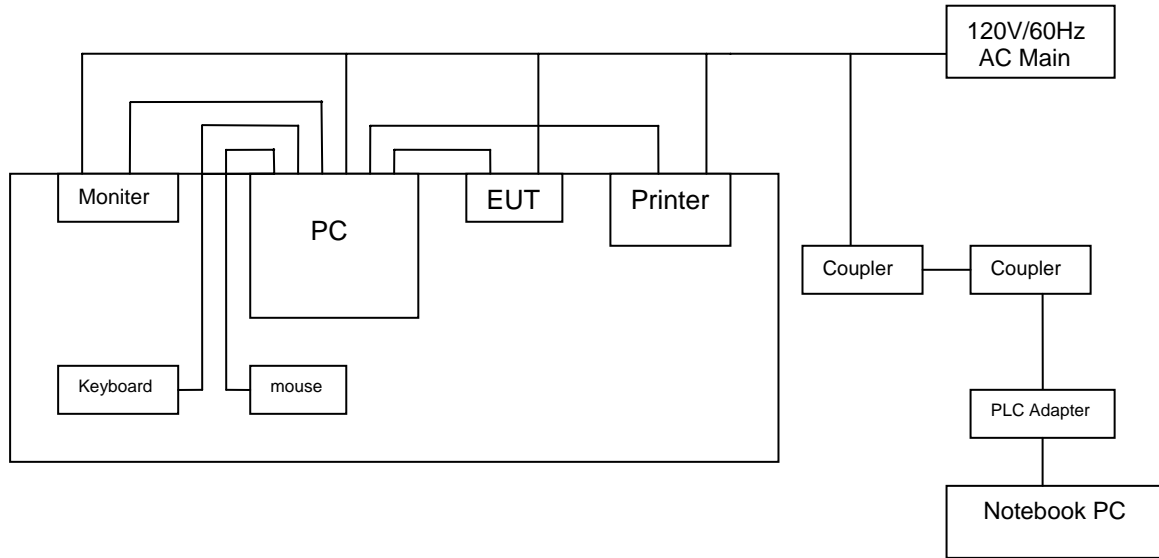 120V/60Hz
AC Main
Moniter
PC
EUT
Printer
Coupler
Coupler
Keyboard
mouse
PLC Adapter
Notebook PC